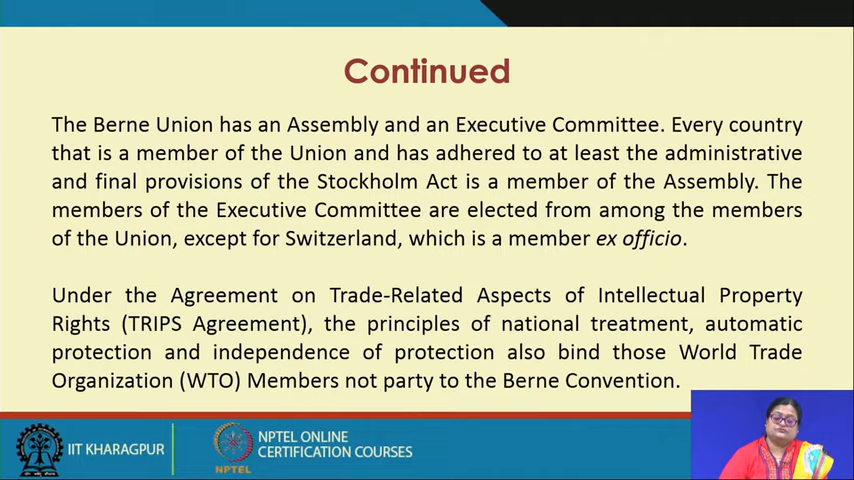 Continued
The Berne Union has an Assembly and an Executive Committee. Every country
that is a member of the Union and has adhered to at least the administrative
and final provisions of the Stockholm Act is a member of the Assembly. The
members of the Executive Committee are elected from among the members
of the Union, except for Switzerland, which is a member ex officio.
Under the Agreement on Trade-Related Aspects of Intellectual Property
Rights (TRIPS Agreement), the principles of national treatment, automatic
protection and independence of protection also bind those World Trade
Organization (WTO) Members not party to the Berne Convention.
IIT KHARAGPUR
NPTEL
NPTEL ONLINE
CERTIFICATION COURSES